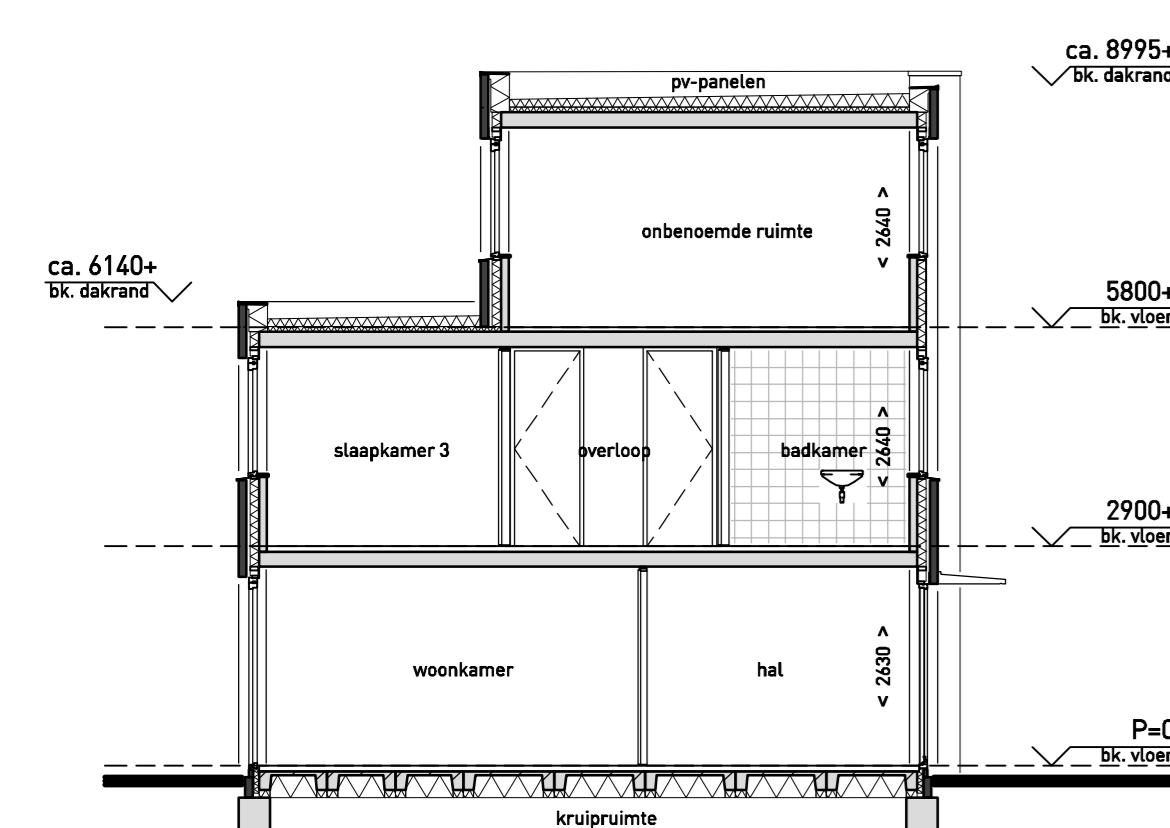 ca. 8995+
bk. dakrand
pv-panelen
onbenoemde ruimte
< 2640 >
ca. 6140+
bk. dakrand
5800+
bk. vloer
slaapkamer 3
overloop
badkamer
< 2640 >
2900+
bk. vloer
woonkamer
hal
< 2630 >
P=0
bk. vloer
kruipruimte